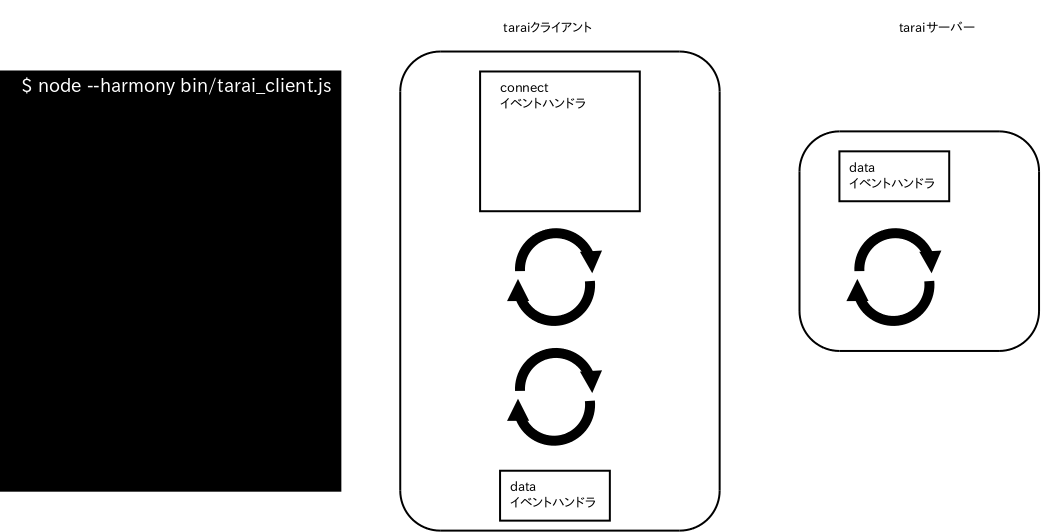 taraiクライアント
taraiサーバー
$ node --harmony bin/tarai_client.js
connect
イベントハンドラ
data
イベントハンドラ
data
イベントハンドラ